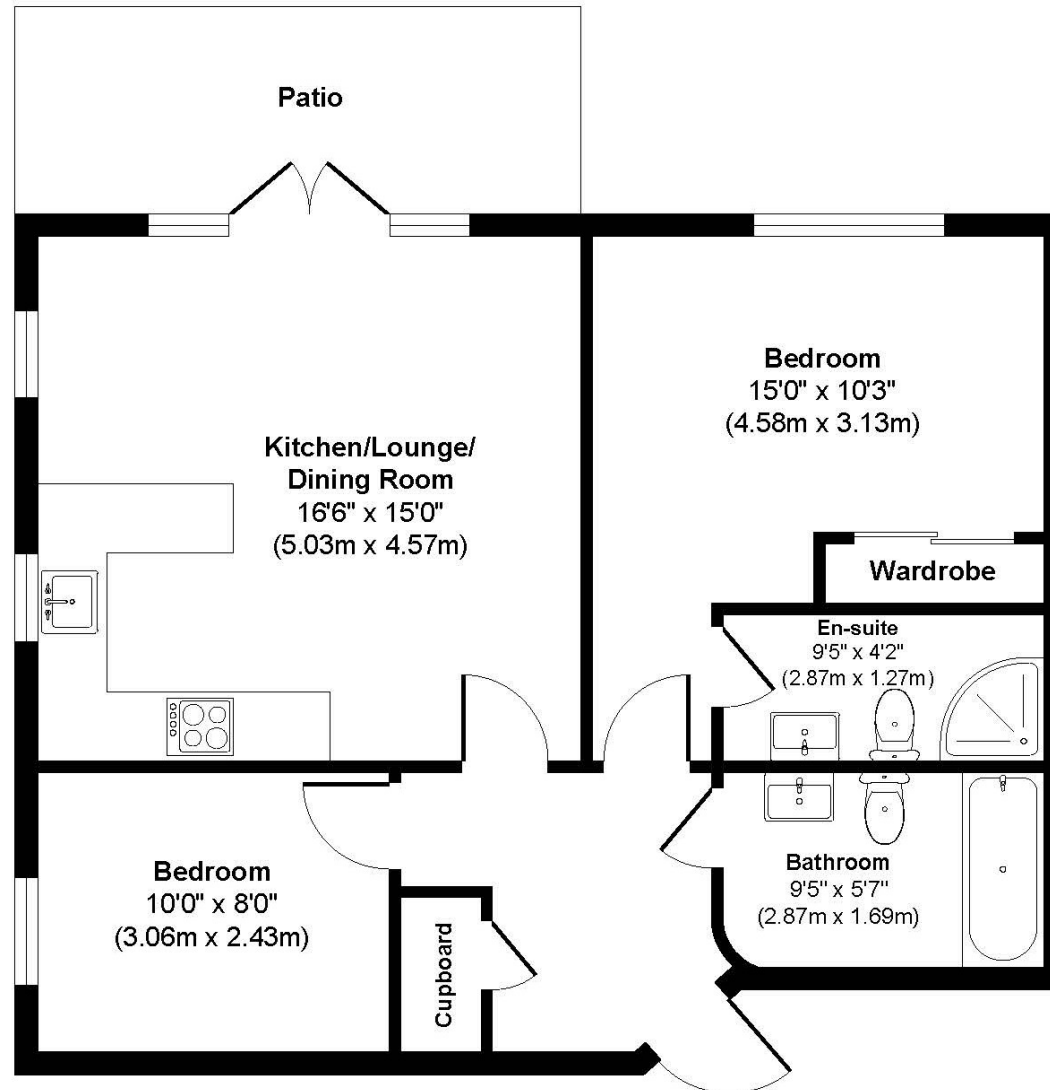 Patio
Kitchen/Lounge/
Dining Room
16'6" x 15'0"
(5.03m x 4.57m)
Bedroom
15'0" x 10'3"
(4.58m x 3.13m)
Wardrobe
En-suite
9'5" x 4'2"
(2.87m x 1.27m)
Bedroom
10'0" x 8'0"
(3.06m x 2.43m)
Cupboard
Bathroom
9'5" x 5'7"
(2.87m x 1.69m)